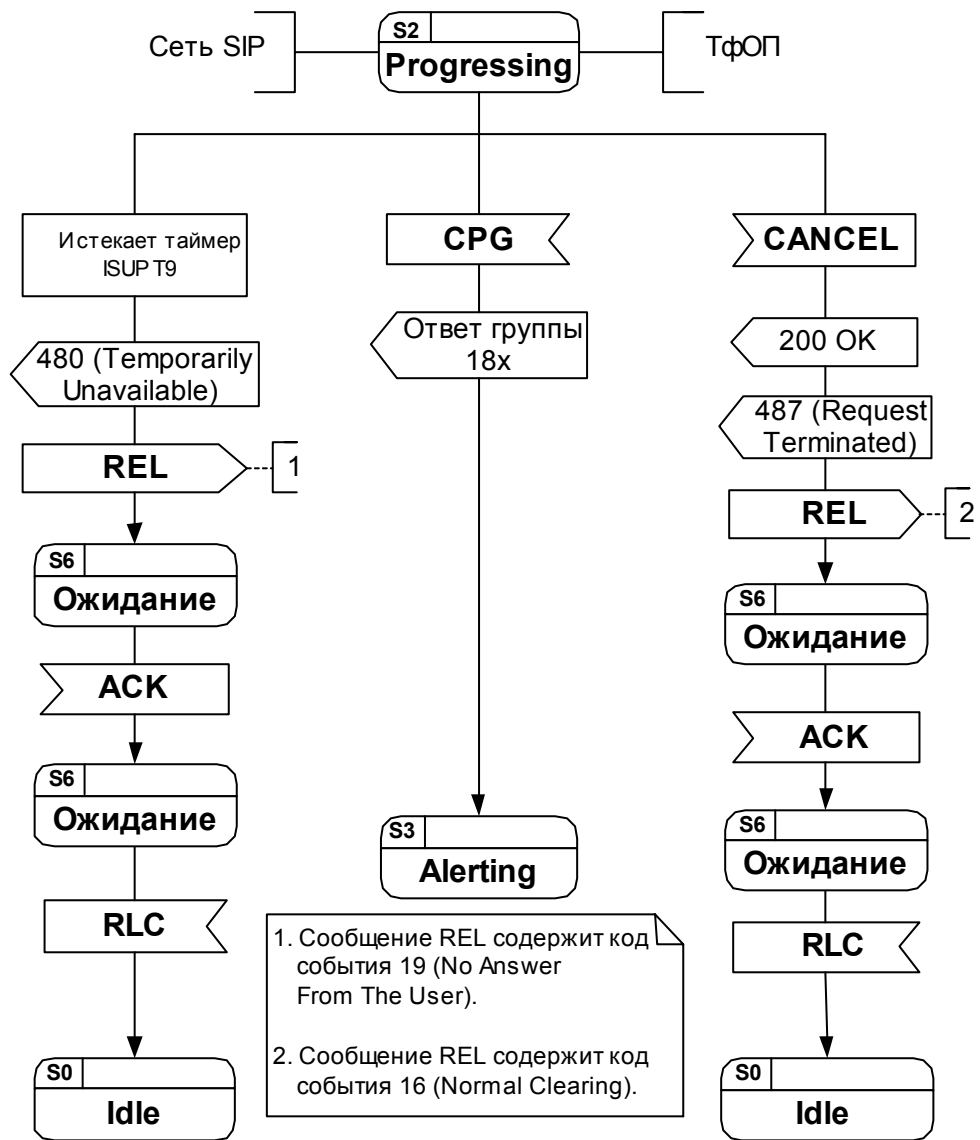 Сеть SIP
S2
Progressing
ТфОП
Истекает таймер
ISUP T9
480 (Temporarily
Unavailable)
REL
1
S6
Ожидание
ACK
S6
Ожидание
RLC
S0
Idle
CPG
Ответ группы
18x
S3
Alerting
CANCEL
200 OK
487 (Request
Terminated)
REL
2
S6
Ожидание
ACK
S6
Ожидание
RLC
S0
Idle
1. Сообщение REL содержит код
события 19 (No Answer
From The User).
2. Сообщение REL содержит код
события 16 (Normal Clearing).